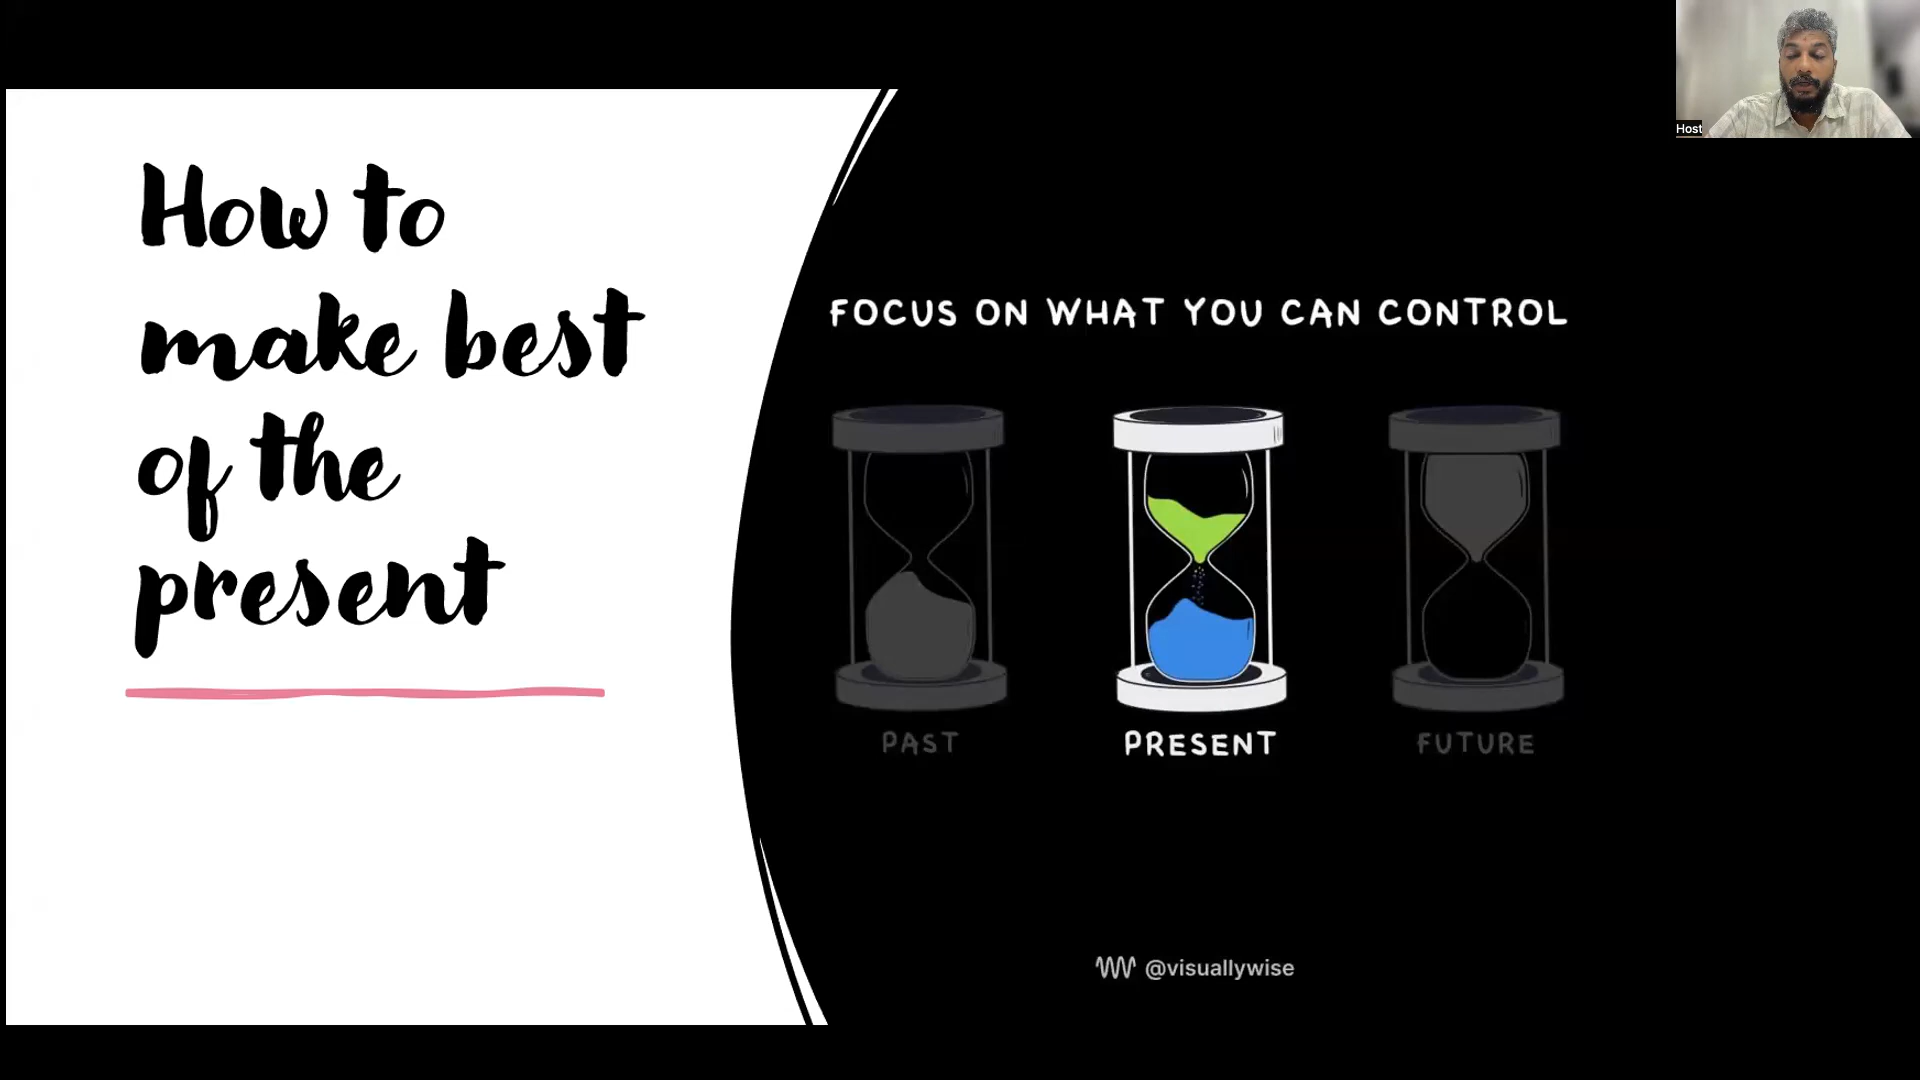 How to
make best
of the
present
FOCUS ON WHAT YOU CAN CONTROL
PAST
PRESENT
FUTURE
@visuallywise
Host